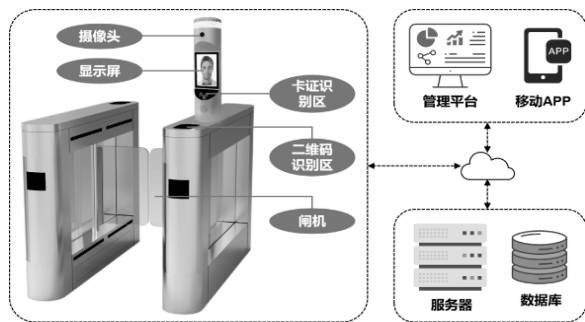 摄像头
显示屏
卡证识
别区
二维码
识别区
闸机
APP
管理平台
移动APP
服务器
数据库